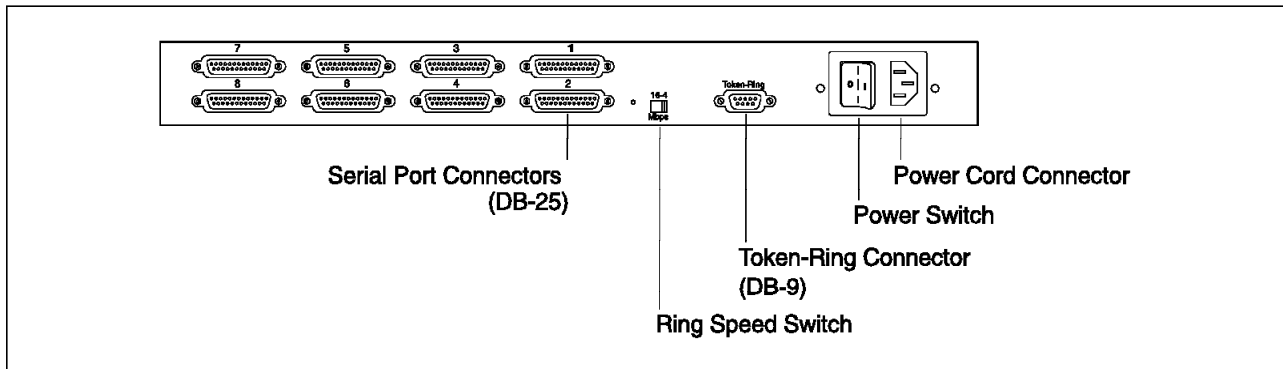 7 5 3 1
8 6 4 2
Token-Ring
16-4
Mbps
Serial Port Connectors
(DB-25)
Power Cord Connector
Power Switch
Token-Ring Connector
(DB-9)
Ring Speed Switch